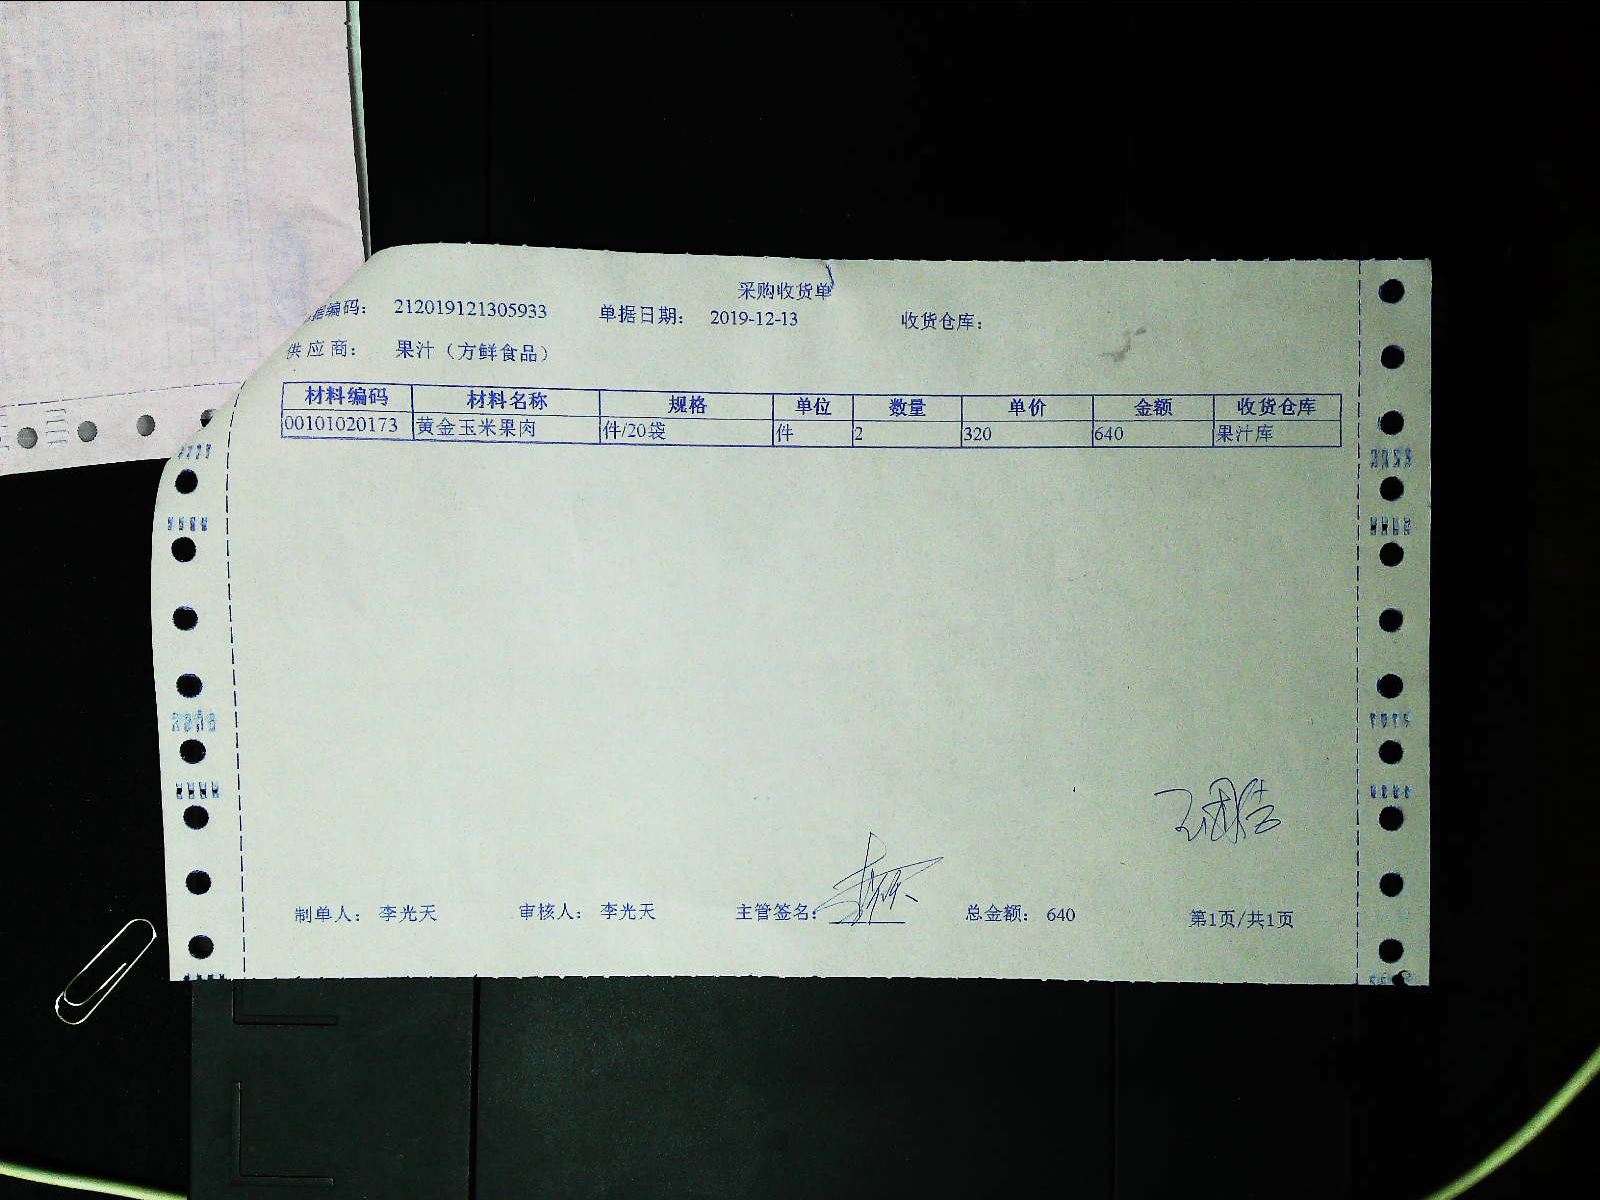 采购收货单
据编码： 212019121305933 单据日期： 2019-12-13 收货仓库：
供应商： 果汁（方鲜食品）
材料编码 材料名称 规格 单位 数量 单价 金额 收货仓库
00101020173 黄金玉米果肉 件/20袋 件 2 320 640 果汁库
制单人： 李光天 审核人： 李光天 主管签名： 总金额： 640 第1页/共1页